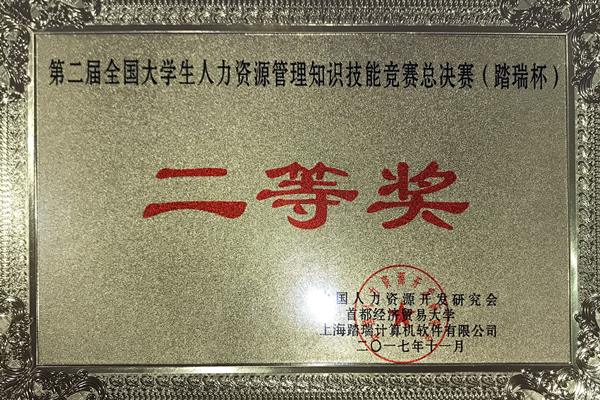 第二届全国大学生人力资源管理知识技能竞赛总决赛（踏瑞杯）
二等奖
国人力资源开发研究会
首都经济贸易大学
上海踏瑞计算机软件有限公司
二〇一七年十一月